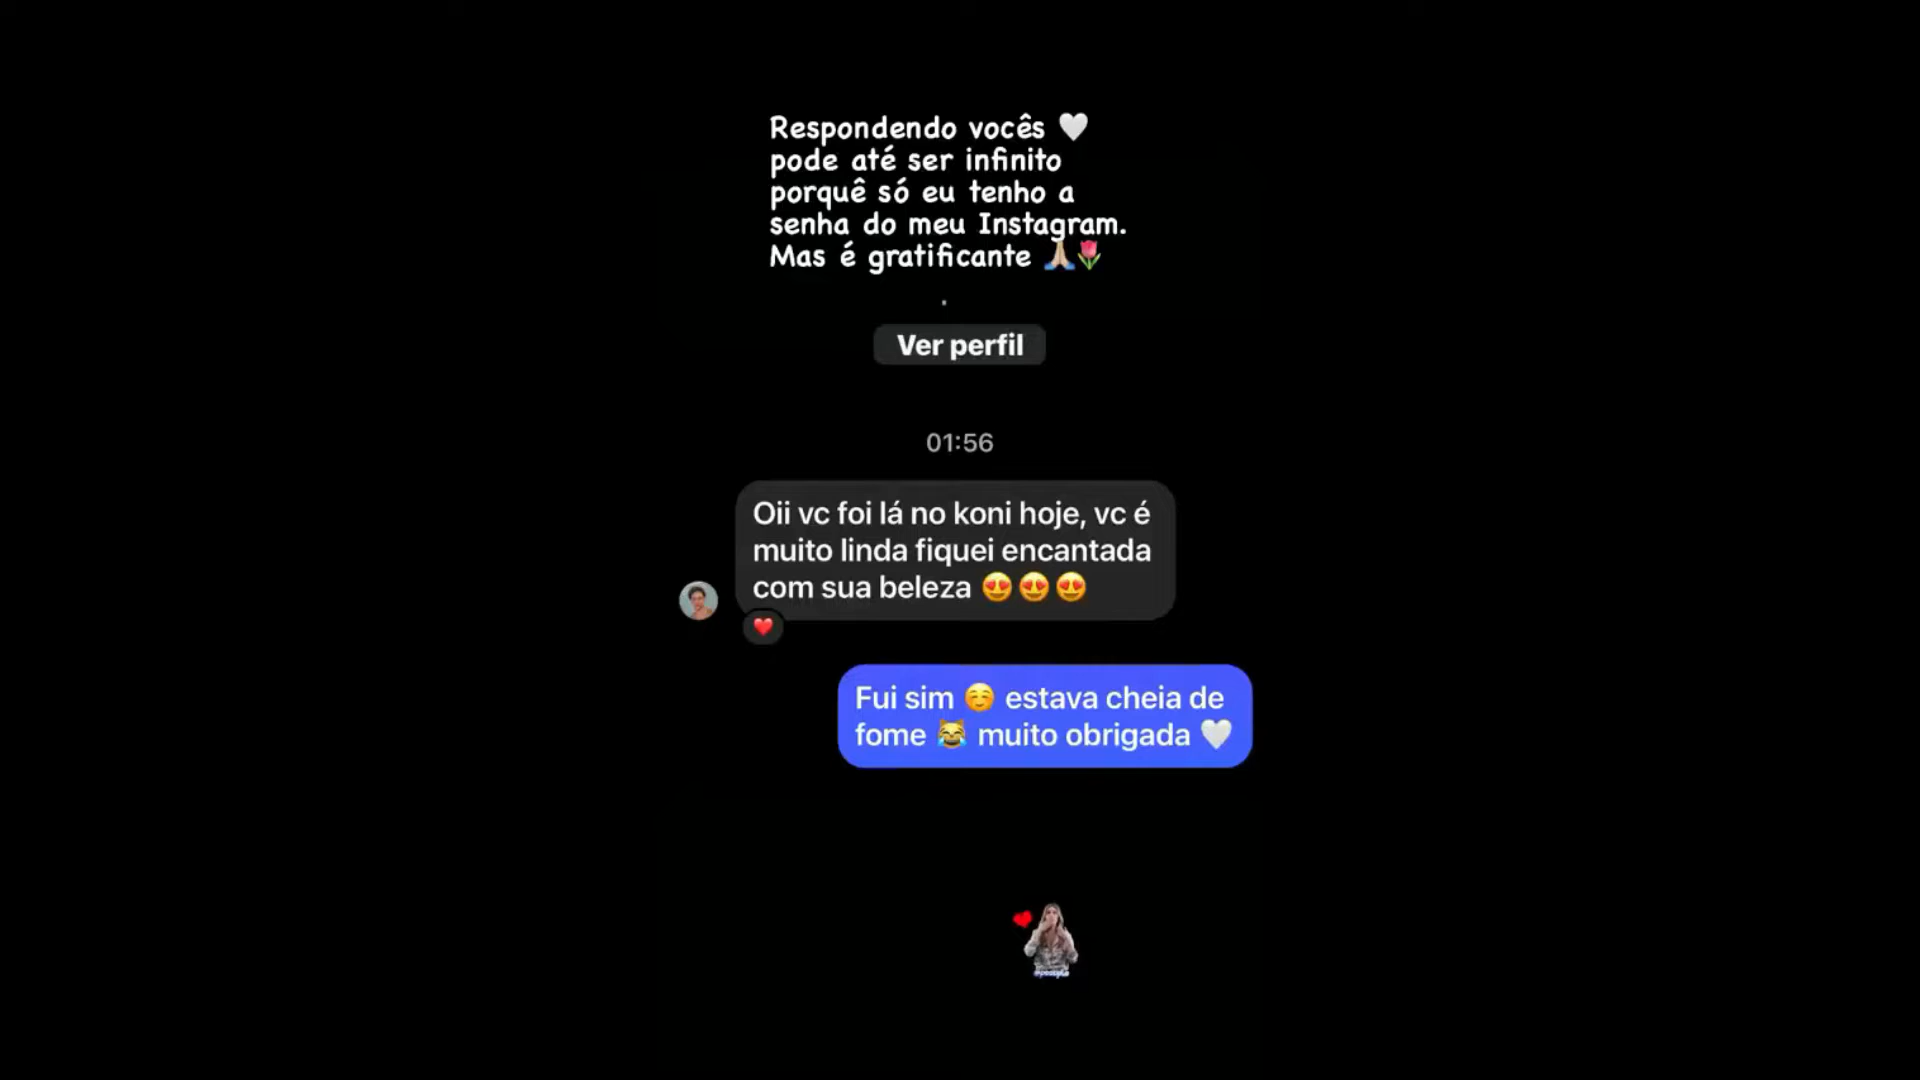 Respondendo vocês 🤍
pode até ser infinito
porquê só eu tenho a
senha do meu Instagram.
Mas é gratificante 🙏🏼🌷
.
Ver perfil
01:56
Oii vc foi lá no koni hoje, vc é
muito linda fiquei encantada
com sua beleza 😍😍😍
❤️
Fui sim ☺️ estava cheia de
fome 😹 muito obrigada 🤍